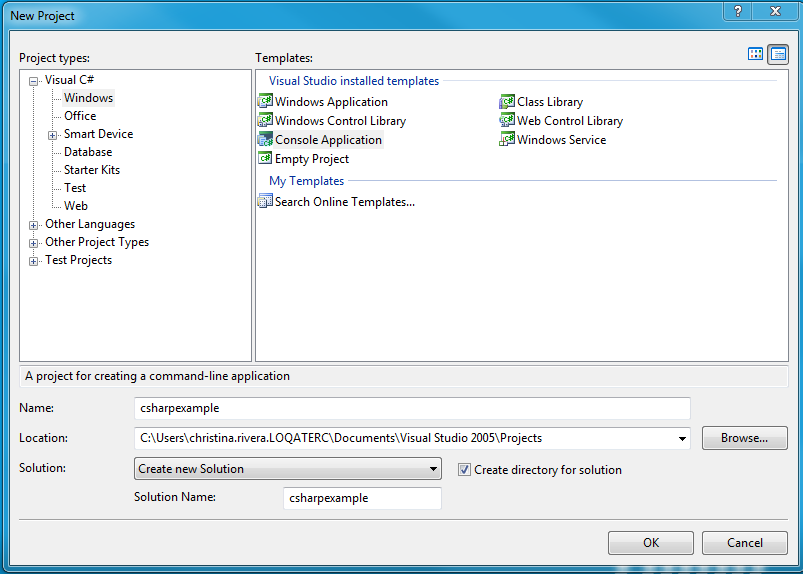 New Project
?
Project types:
Templates:
Visual C#
Windows
Office
Smart Device
Database
Starter Kits
Test
Web
Other Languages
Other Project Types
Test Projects
Visual Studio installed templates
Windows Application
Class Library
Windows Control Library
Web Control Library
Console Application
Windows Service
Empty Project
My Templates
Search Online Templates...
A project for creating a command-line application
Name:
csharpexample
Location:
C:\Users\christina.rivera.LOQATERC\Documents\Visual Studio 2005\Projects
Browse...
Solution:
Create new Solution
Create directory for solution
Solution Name:
csharpexample
OK
Cancel